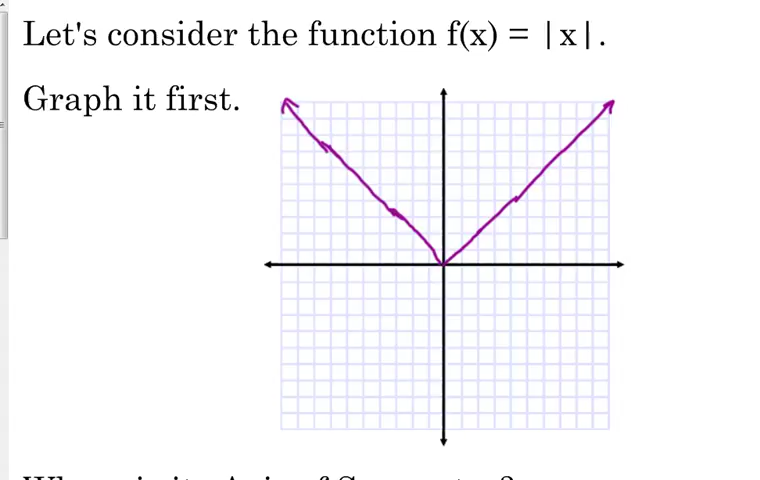 Let's consider the function f(x) = |x|.
Graph it first.